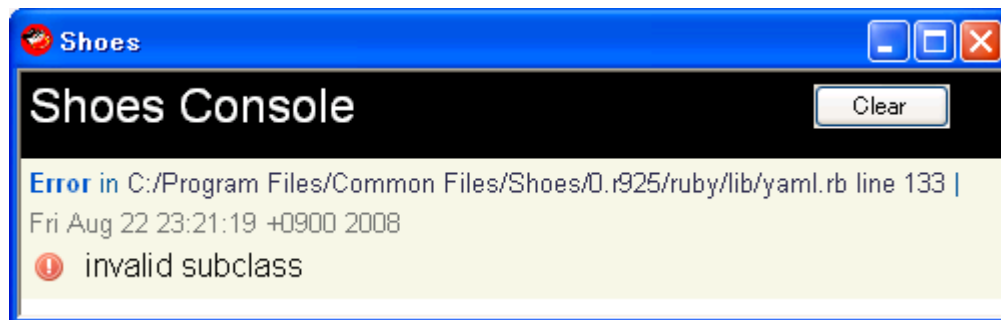 Shoes
Shoes Console
Clear
Error in C:/Program Files/Common Files/Shoes/0.r925/ruby/lib/yaml.rb line 133 |
Fri Aug 22 23:21:19 +0900 2008
invalid subclass